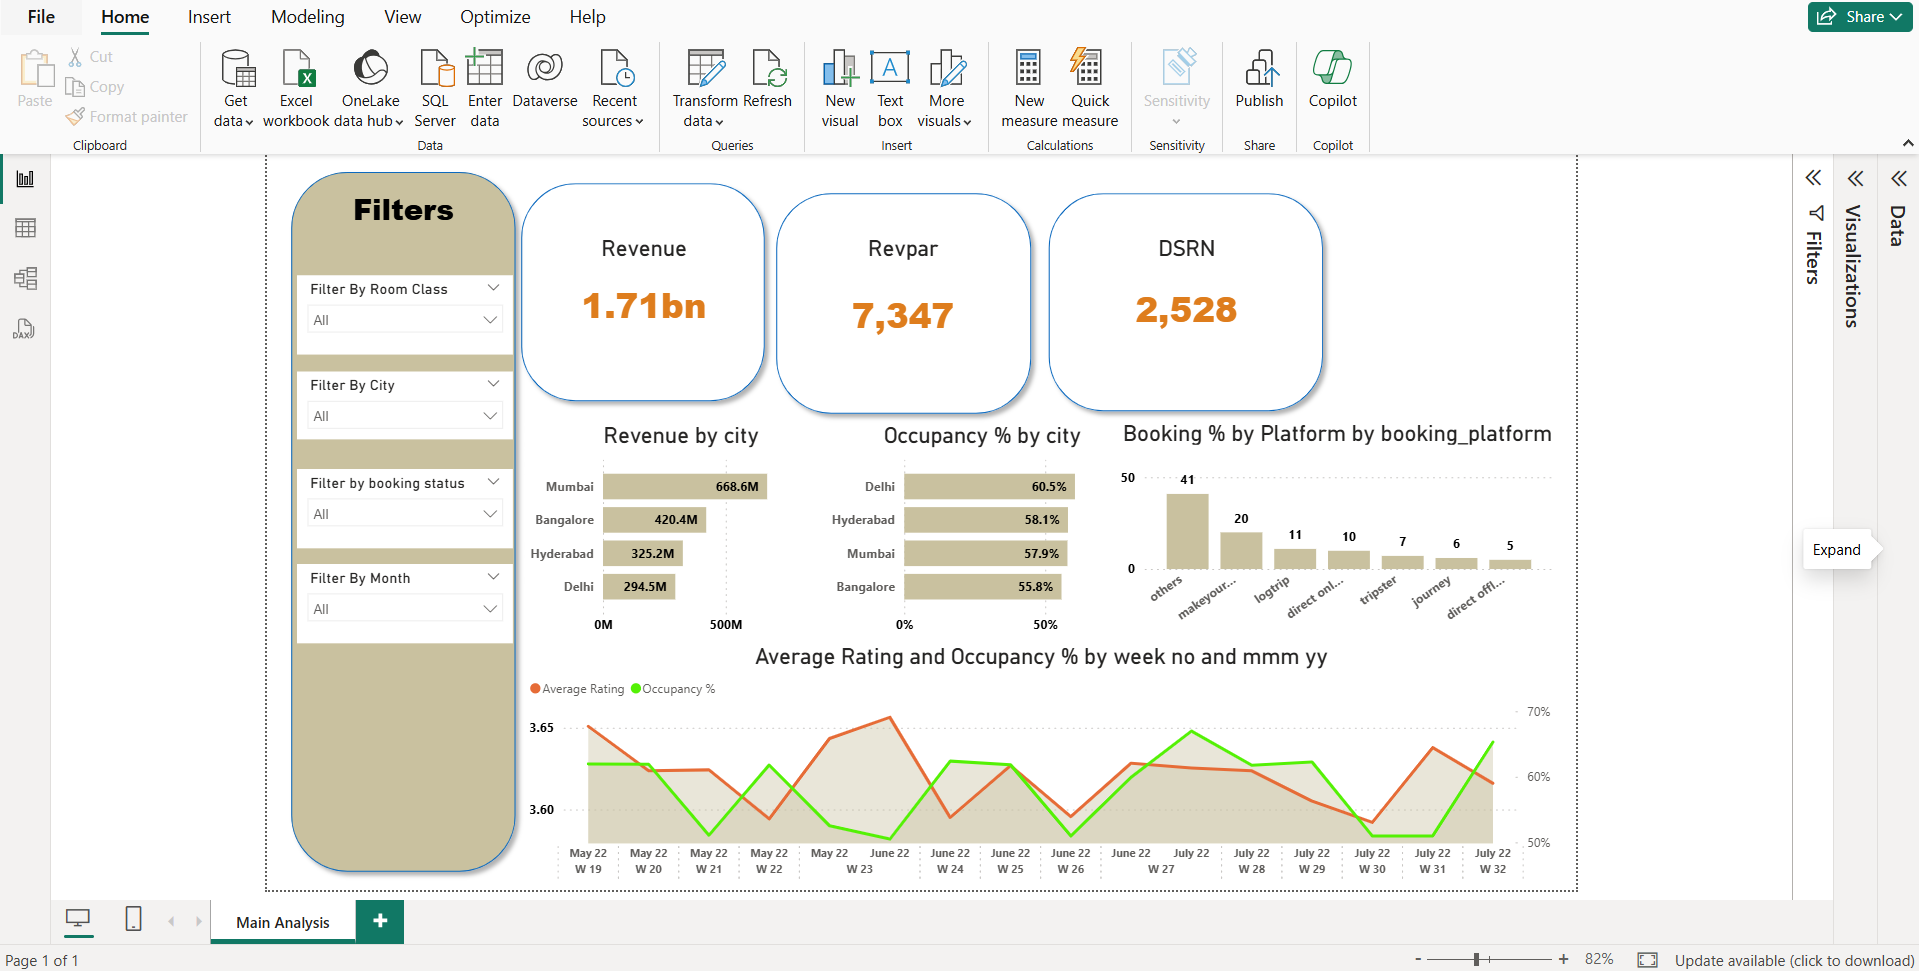 File Home Insert Modeling View Optimize Help Share
Paste
Cut
Copy
Format painter
Clipboard
Get data
Excel workbook
OneLake data hub
SQL Server
Enter data
Dataverse
Recent sources
Data
Transform data
Refresh
Queries
New visual
Text box
More visuals
Insert
New measure
Quick measure
Calculations
Sensitivity
Sensitivity
Publish
Share
Copilot
Copilot
DAX
Filters
Filter By Room Class
All
Filter By City
All
Filter by booking status
All
Filter By Month
All
Revenue
1.71bn
Revpar
7,347
DSRN
2,528
Revenue by city
Mumbai 668.6M
Bangalore 420.4M
Hyderabad 325.2M
Delhi 294.5M
0M 500M
Occupancy % by city
Delhi 60.5%
Hyderabad 58.1%
Mumbai 57.9%
Bangalore 55.8%
0% 50%
Booking % by Platform by booking_platform
50
0
41 20 11 10 7 6 5
others makeyour... logtrip direct onl... tripster journey direct offl...
Average Rating and Occupancy % by week no and mmm yy
Average Rating Occupancy %
3.65
3.60
70%
60%
50%
May 22 May 22 May 22 May 22 May 22 June 22 June 22 June 22 June 22 June 22 July 22 July 22 July 22 July 22 July 22 July 22
W 19 W 20 W 21 W 22 W 23 W 24 W 25 W 26 W 27 W 28 W 29 W 30 W 31 W 32
Filters
Visualizations
Data
Expand
Main Analysis
+
Page 1 of 1
- + 82%
Update available (click to download)